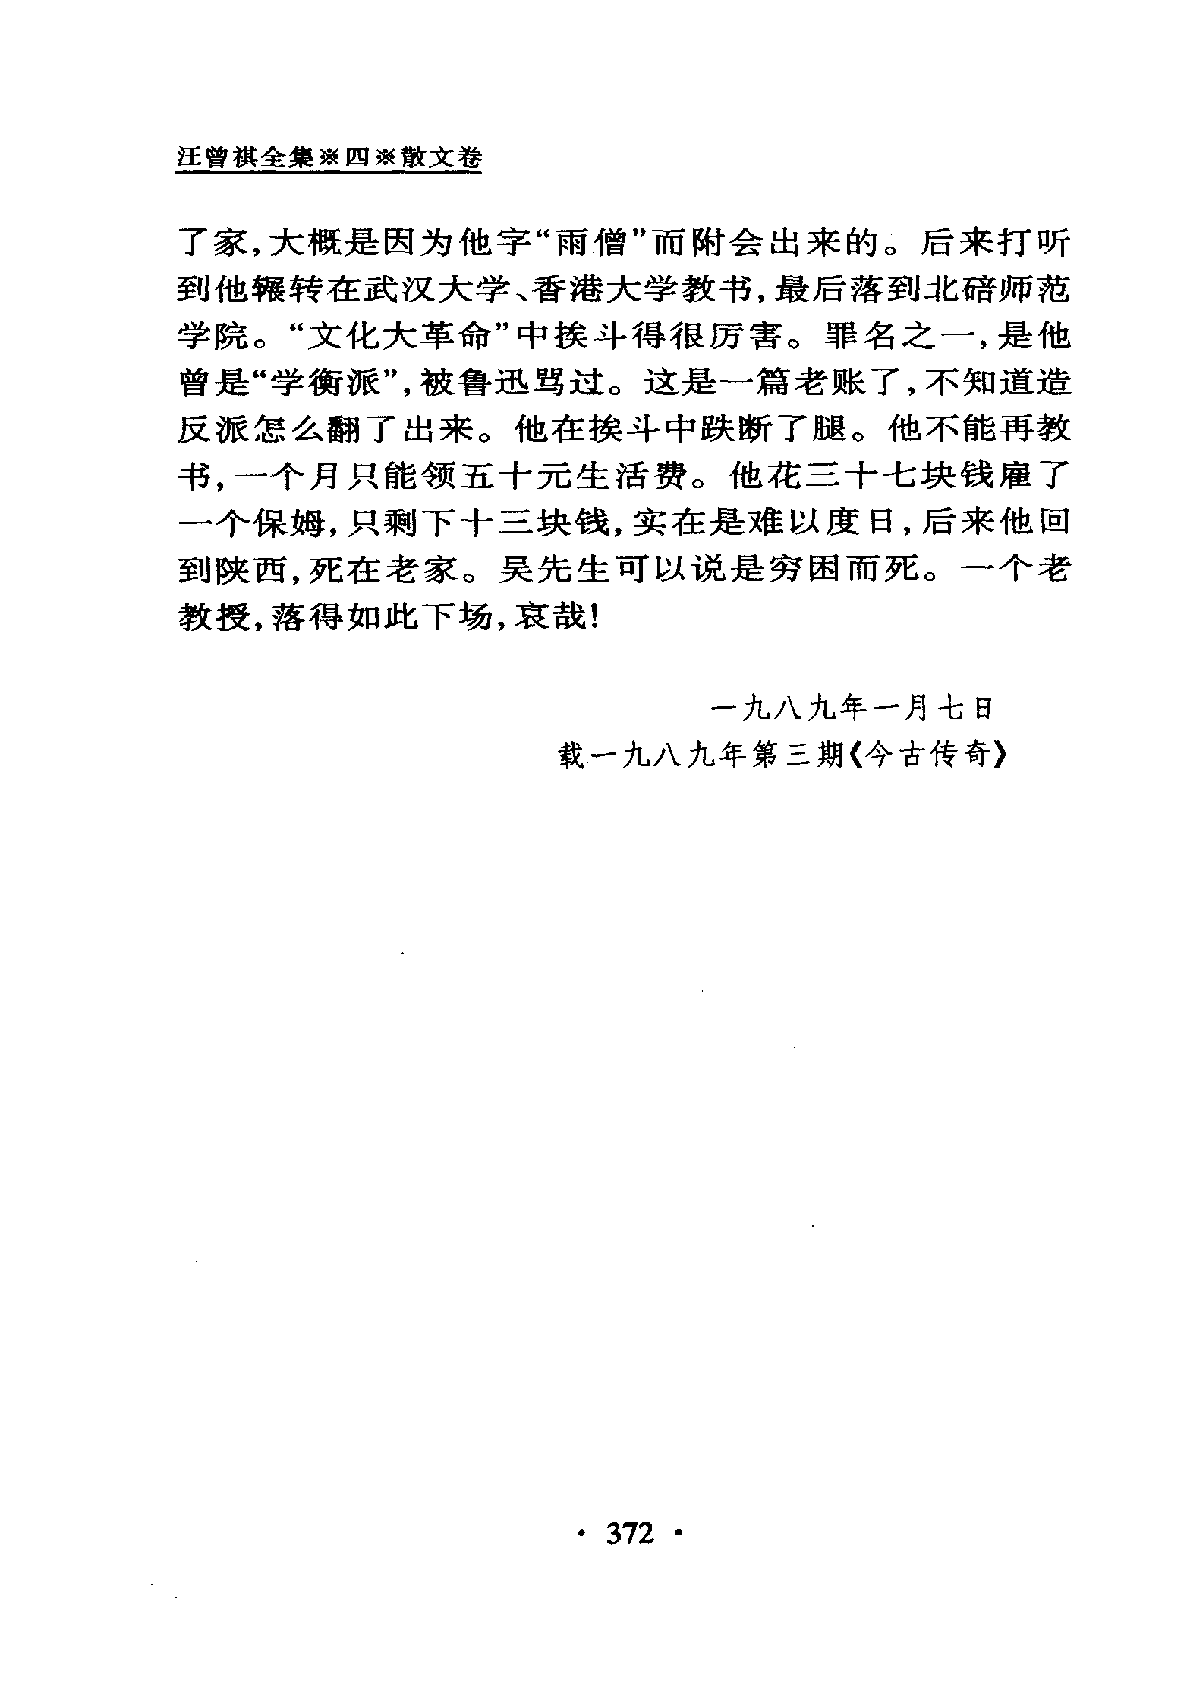 汪曾祺全集※四※散文卷
了家,大概是因为他字“雨僧”而附会出来的。后来打听
到他辗转在武汉大学、香港大学教书,最后落到北碚师范
学院。“文化大革命”中挨斗得很厉害。罪名之一,是他
曾是“学衡派”,被鲁迅骂过。这是一篇老账了,不知道造
反派怎么翻了出来。他在挨斗中跌断了腿。他不能再教
书,一个月只能领五十元生活费。他花三十七块钱雇了
一个保姆,只剩下十三块钱,实在是难以度日,后来他回
到陕西,死在老家。吴先生可以说是穷困而死。一个老
教授,落得如此下场,哀哉!
一九八九年一月七日
载一九八九年第三期《今古传奇》
· 372 ·